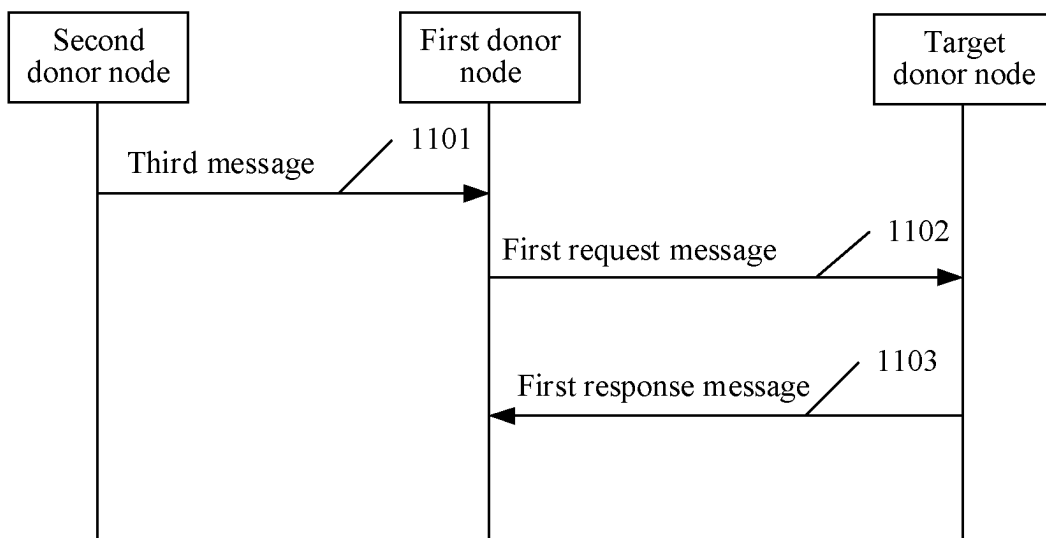 Second
donor node
First donor
node
Target
donor node
1101
Third message
1102
First request message
1103
First response message